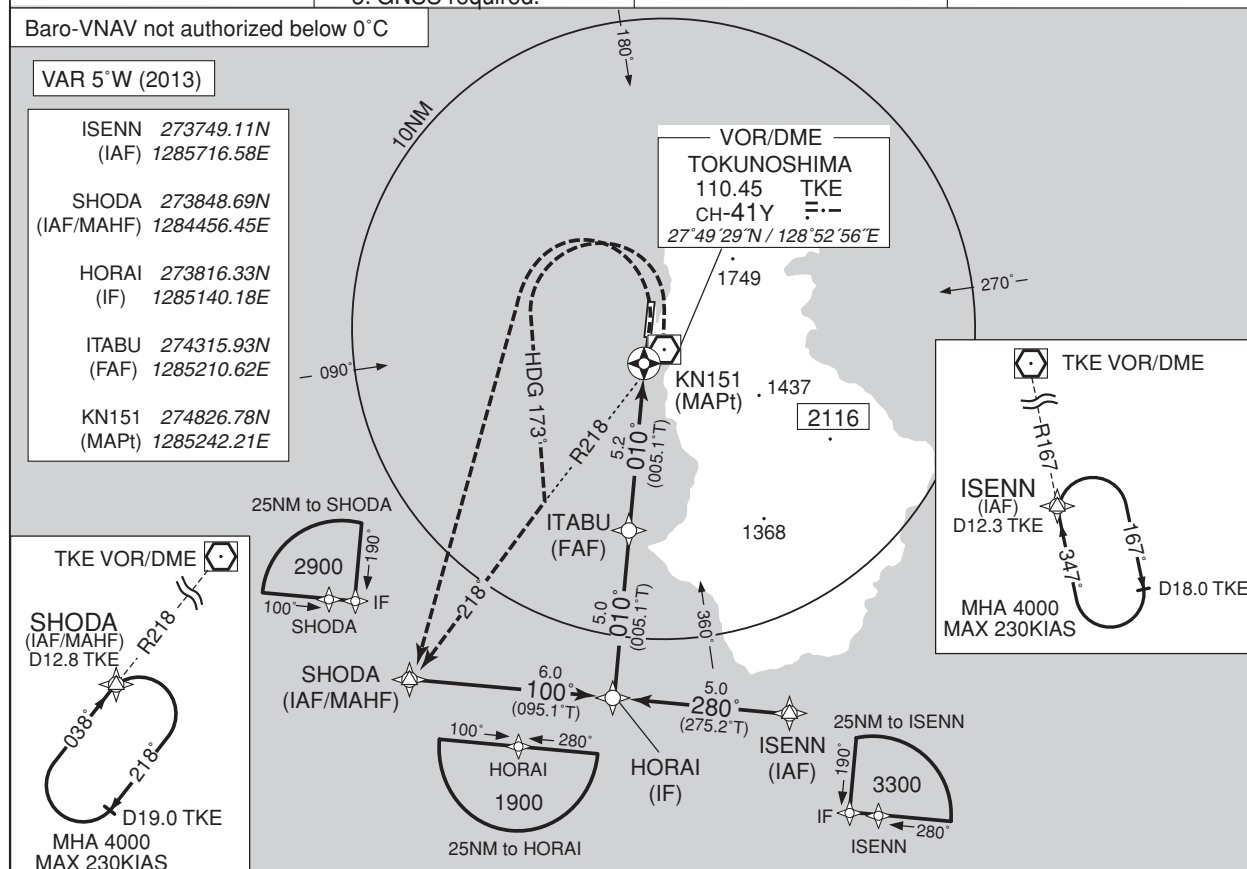 3. GNSS required.
Baro-VNAV not authorized below 0˚C
VAR 5˚W (2013)
ISENN 273749.11N
(IAF) 1285716.58E
SHODA 273848.69N
(IAF/MAHF) 1284456.45E
HORAI 273816.33N
(IF) 1285140.18E
ITABU 274315.93N
(FAF) 1285210.62E
KN151 274826.78N
(MAPt) 1285242.21E
10NM
180˚
270˚
090˚
360˚
VOR/DME
TOKUNOSHIMA
110.45 TKE
CH-41Y
27˚49´29˝N / 128˚52´56˝E
1749
KN151
(MAPt)
1437
2116
1368
HDG 173˚
R218
218˚
5.2
010˚
(005.1˚T)
ITABU
(FAF)
5.0
010˚
(005.1˚T)
SHODA
(IAF/MAHF)
6.0
100˚
(095.1˚T)
5.0
280˚
(275.2˚T)
HORAI
(IF)
ISENN
(IAF)
25NM to SHODA
2900
190˚
100˚
IF
SHODA
100˚
280˚
HORAI
1900
25NM to HORAI
25NM to ISENN
190˚
3300
IF
280˚
ISENN
TKE VOR/DME
R218
SHODA
(IAF/MAHF)
D12.8 TKE
038˚
218˚
D19.0 TKE
MHA 4000
MAX 230KIAS
TKE VOR/DME
R167
ISENN
(IAF)
D12.3 TKE
167˚
347˚
D18.0 TKE
MHA 4000
MAX 230KIAS